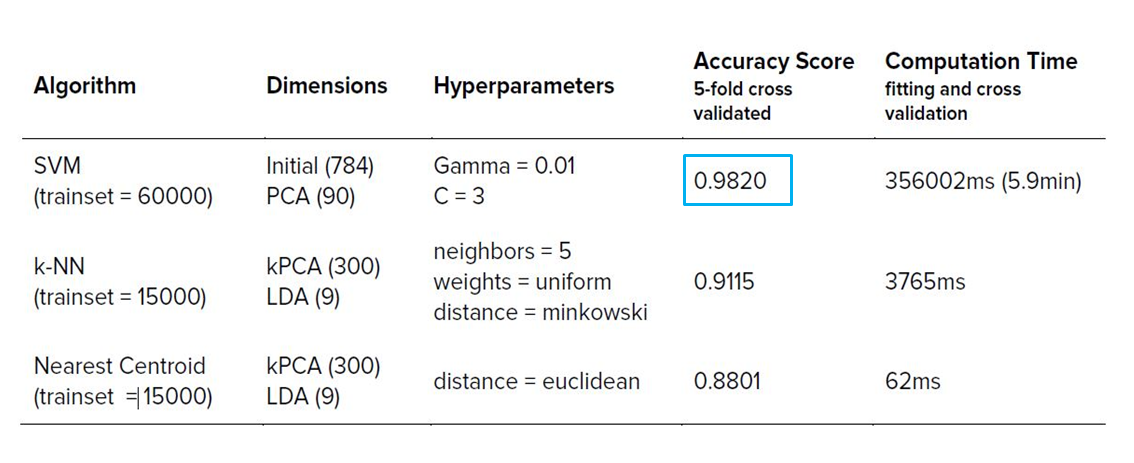 Algorithm
Dimensions
Hyperparameters
Accuracy Score
5-fold cross
validated
Computation Time
fitting and cross
validation
SVM
(trainset = 60000)
Initial (784)
PCA (90)
Gamma = 0.01
C = 3
0.9820
356002ms (5.9min)
k-NN
(trainset = 15000)
kPCA (300)
LDA (9)
neighbors = 5
weights = uniform
distance = minkowski
0.9115
3765ms
Nearest Centroid
(trainset = 15000)
kPCA (300)
LDA (9)
distance = euclidean
0.8801
62ms